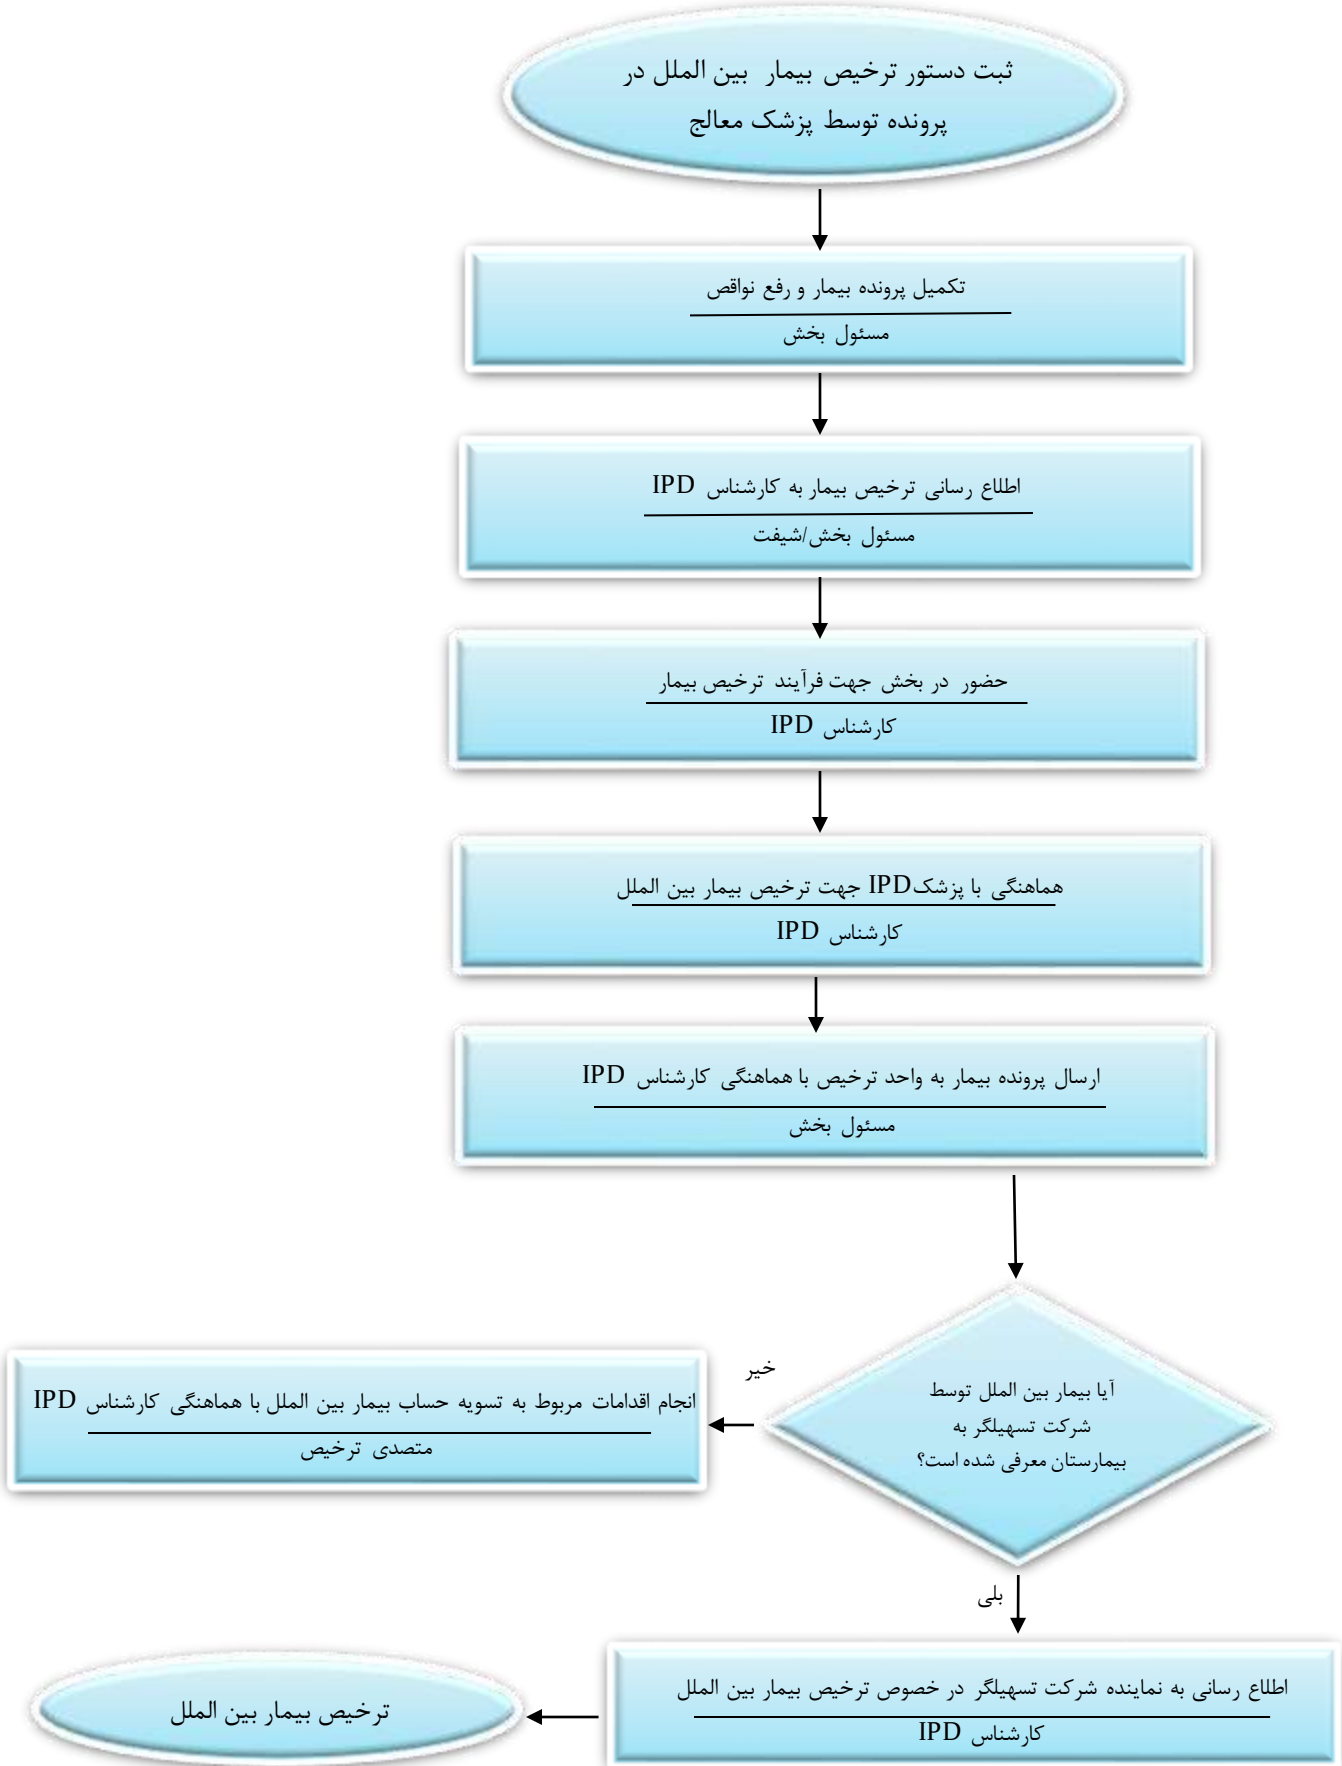 ثبت دستور ترخیص بیمار بین الملل در
پرونده توسط پزشک معالج
تکمیل پرونده بیمار و رفع نواقص
مسئول بخش
اطلاع رسانی ترخیص بیمار به کارشناس IPD
مسئول بخش/شیفت
حضور در بخش جهت فرآیند ترخیص بیمار
کارشناس IPD
هماهنگی با پزشکIPD جهت ترخیص بیمار بین الملل
کارشناس IPD
ارسال پرونده بیمار به واحد ترخیص با هماهنگی کارشناس IPD
مسئول بخش
آیا بیمار بین الملل توسط
شرکت تسهیلگر به
بیمارستان معرفی شده است؟
خیر
انجام اقدامات مربوط به تسویه حساب بیمار بین الملل با هماهنگی کارشناس IPD
متصدی ترخیص
بلی
اطلاع رسانی به نماینده شرکت تسهیلگر در خصوص ترخیص بیمار بین الملل
کارشناس IPD
ترخیص بیمار بین الملل